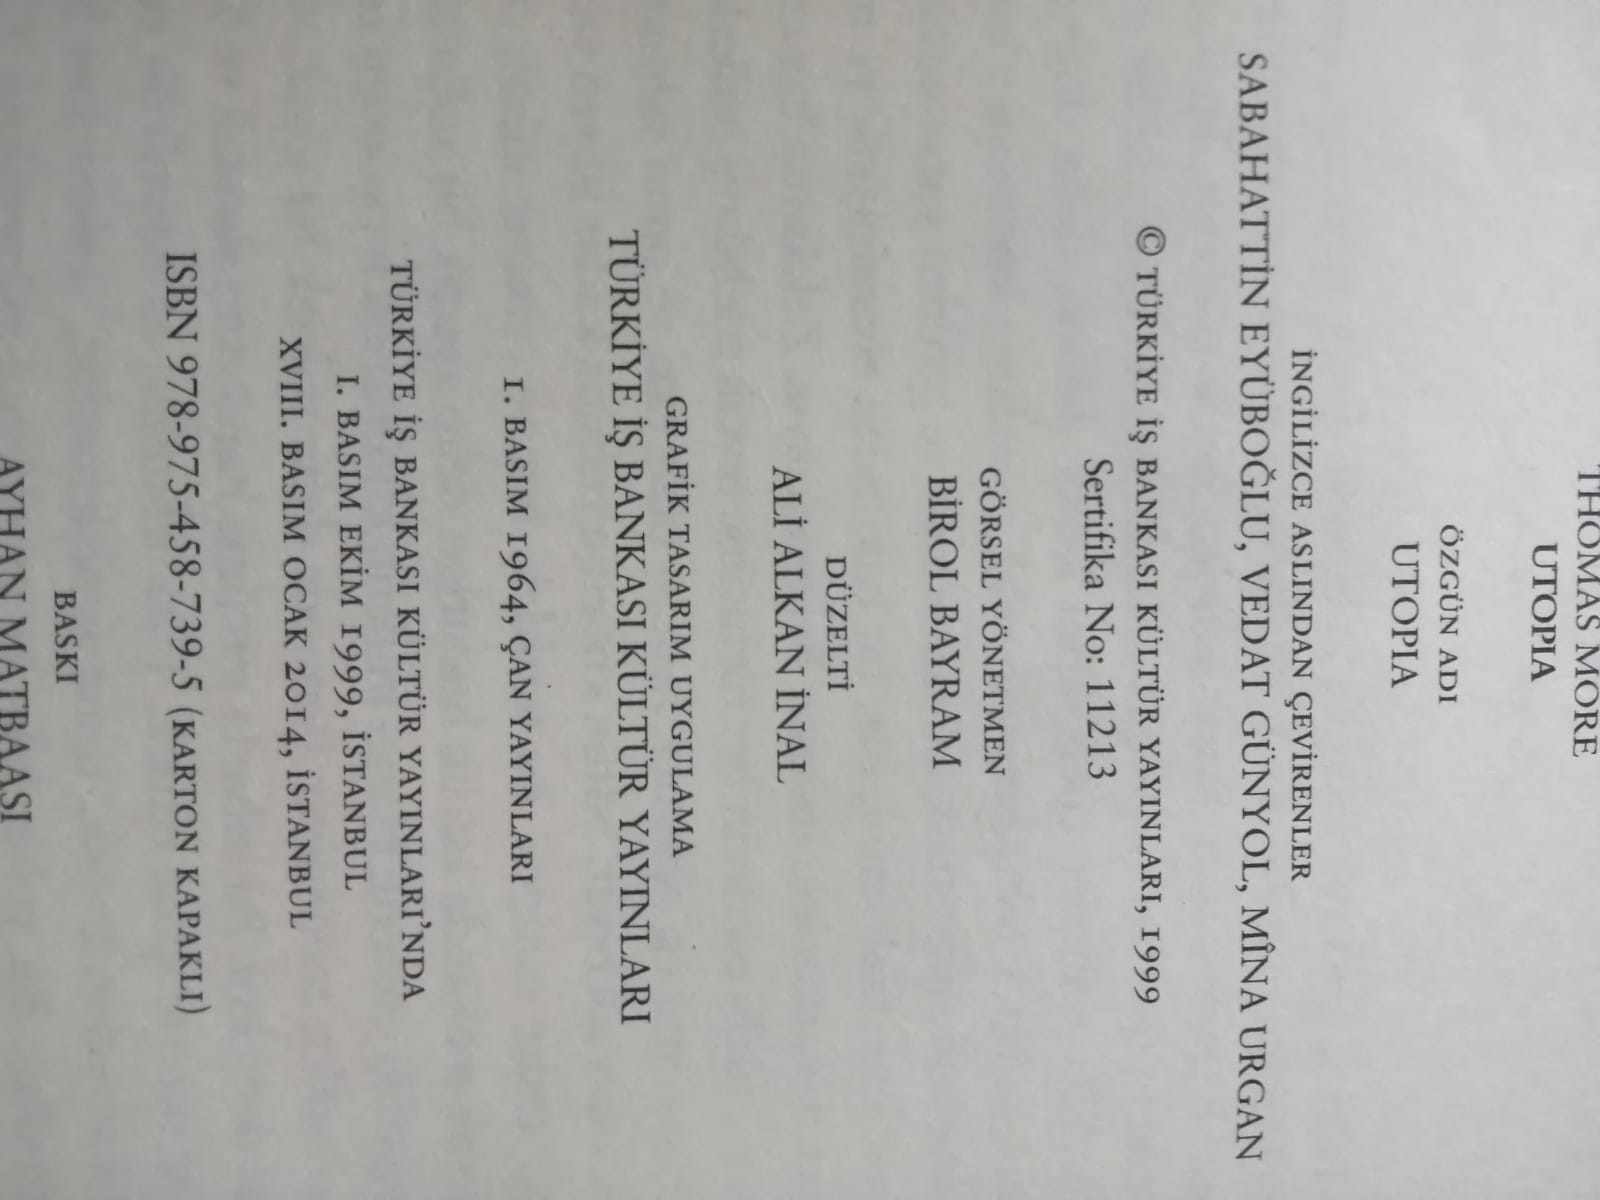 THOMAS MORE
UTOPIA
ÖZGÜN ADI
UTOPIA
İNGİLİZCE ASLINDAN ÇEVİRENLER
SABAHATTİN EYÜBOĞLU, VEDAT GÜNYOL, MÎNA URGAN
© TÜRKİYE İŞ BANKASI KÜLTÜR YAYINLARI, 1999
Sertifika No: 11213
GÖRSEL YÖNETMEN
BİROL BAYRAM
DÜZELTİ
ALİ ALKAN İNAL
GRAFİK TASARIM UYGULAMA
TÜRKİYE İŞ BANKASI KÜLTÜR YAYINLARI
1. BASIM 1964, ÇAN YAYINLARI
TÜRKİYE İŞ BANKASI KÜLTÜR YAYINLARI'NDA
I. BASIM EKİM 1999, İSTANBUL
XVIII. BASIM OCAK 2014, İSTANBUL
ISBN 978-975-458-739-5 (KARTON KAPAKLI)
BASKI
AYHAN MATBAASI